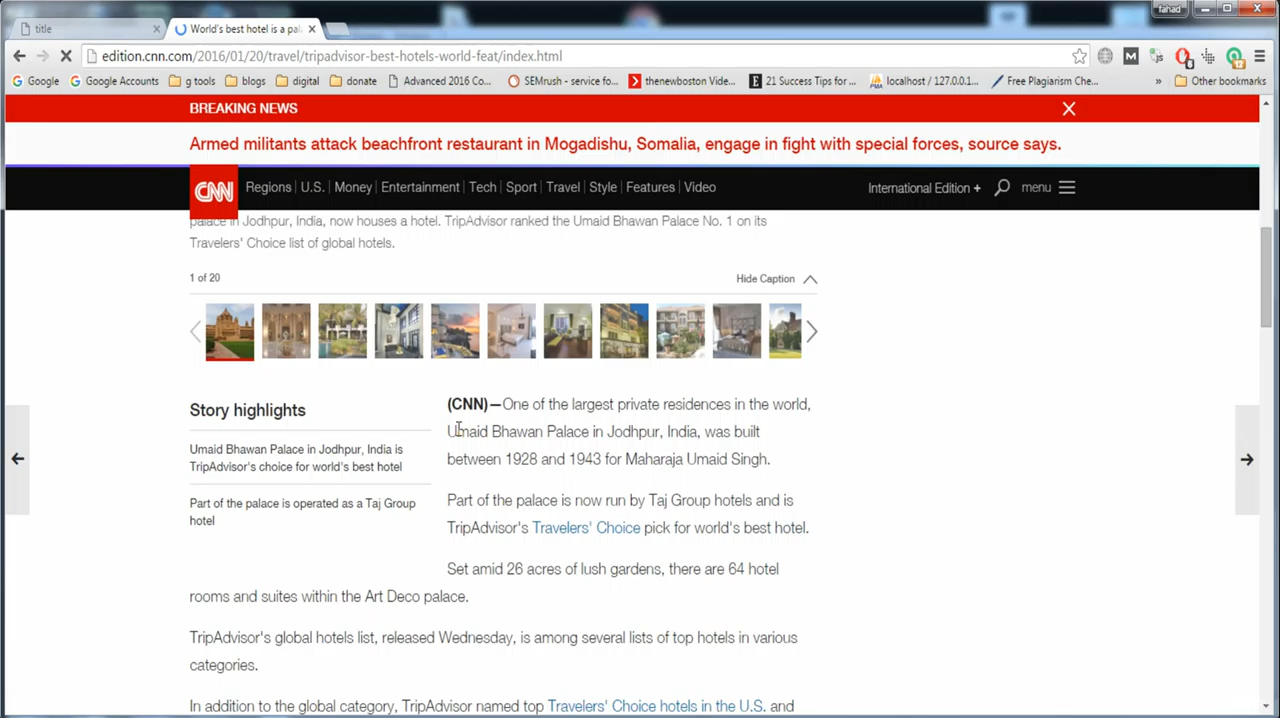 fahad
title
World's best hotel is a pal
edition.cnn.com/2016/01/20/travel/tripadvisor-best-hotels-world-feat/index.html
Google
Google Accounts
g tools
blogs
digital
donate
Advanced 2016 Co...
SEMrush - service fo...
thenewboston Vide...
21 Success Tips for ...
localhost / 127.0.0.1...
Free Plagiarism Che...
»
Other bookmarks
BREAKING NEWS
Armed militants attack beachfront restaurant in Mogadishu, Somalia, engage in fight with special forces, source says.
CNN
Regions
U.S.
Money
Entertainment
Tech
Sport
Travel
Style
Features
Video
International Edition +
menu
palace in Jodhpur, India, now houses a hotel. TripAdvisor ranked the Umaid Bhawan Palace No. 1 on its
Travelers' Choice list of global hotels.
1 of 20
Hide Caption
Story highlights
Umaid Bhawan Palace in Jodhpur, India is
TripAdvisor's choice for world's best hotel
Part of the palace is operated as a Taj Group
hotel
(CNN)—One of the largest private residences in the world,
Umaid Bhawan Palace in Jodhpur, India, was built
between 1928 and 1943 for Maharaja Umaid Singh.
Part of the palace is now run by Taj Group hotels and is
TripAdvisor's Travelers' Choice pick for world's best hotel.
Set amid 26 acres of lush gardens, there are 64 hotel
rooms and suites within the Art Deco palace.
TripAdvisor's global hotels list, released Wednesday, is among several lists of top hotels in various
categories.
In addition to the global category, TripAdvisor named top Travelers' Choice hotels in the U.S. and